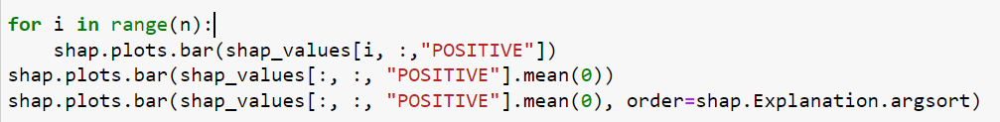 for i in range(n):
    shap.plots.bar(shap_values[i, :,"POSITIVE"])
shap.plots.bar(shap_values[:, :, "POSITIVE"].mean(0))
shap.plots.bar(shap_values[:, :, "POSITIVE"].mean(0), order=shap.Explanation.argsort)